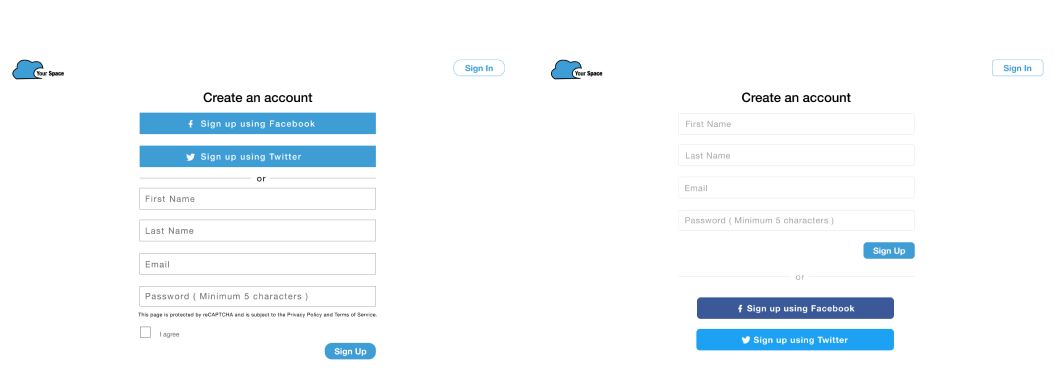 Your Space
Sign In
Create an account
Sign up using Facebook
Sign up using Twitter
or
First Name
Last Name
Email
Password ( Minimum 5 characters )
This page is protected by reCAPTCHA and is subject to the Privacy Policy and Terms of Service.
I agree
Sign Up
Your Space
Sign In
Create an account
First Name
Last Name
Email
Password ( Minimum 5 characters )
Sign Up
or
Sign up using Facebook
Sign up using Twitter